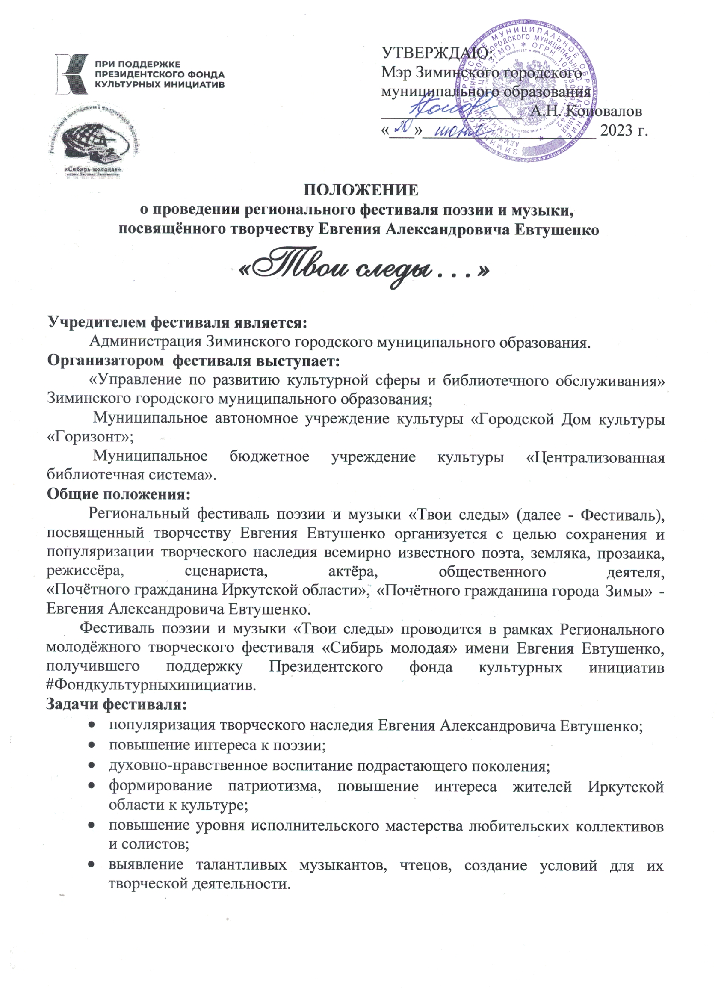 ПРИ ПОДДЕРЖКЕ
ПРЕЗИДЕНТСКОГО ФОНДА
КУЛЬТУРНЫХ ИНИЦИАТИВ
Региональный молодежный творческий фестиваль
«Сибирь молодая»
имени Евгения Евтушенко
УТВЕРЖДАЮ:
Мэр Зиминского городского
муниципального образования
А.Н. Коновалов
«20» июня 2023 г.
ПОЛОЖЕНИЕ
о проведении регионального фестиваля поэзии и музыки,
посвящённого творчеству Евгения Александровича Евтушенко
«Твои следы . . . »
Учредителем фестиваля является:
Администрация Зиминского городского муниципального образования.
Организатором фестиваля выступает:
«Управление по развитию культурной сферы и библиотечного обслуживания»
Зиминского городского муниципального образования;
Муниципальное автономное учреждение культуры «Городской Дом культуры
«Горизонт»;
Муниципальное бюджетное учреждение культуры «Централизованная
библиотечная система».
Общие положения:
Региональный фестиваль поэзии и музыки «Твои следы» (далее - Фестиваль),
посвященный творчеству Евгения Евтушенко организуется с целью сохранения и
популяризации творческого наследия всемирно известного поэта, земляка, прозаика,
режиссёра, сценариста, актёра, общественного деятеля,
«Почётного гражданина Иркутской области», «Почётного гражданина города Зимы» -
Евгения Александровича Евтушенко.
Фестиваль поэзии и музыки «Твои следы» проводится в рамках Регионального
молодёжного творческого фестиваля «Сибирь молодая» имени Евгения Евтушенко,
получившего поддержку Президентского фонда культурных инициатив
#Фондкультурныхинициатив.
Задачи фестиваля:
• популяризация творческого наследия Евгения Александровича Евтушенко;
• повышение интереса к поэзии;
• духовно-нравственное воспитание подрастающего поколения;
• формирование патриотизма, повышение интереса жителей Иркутской
области к культуре;
• повышение уровня исполнительского мастерства любительских коллективов
и солистов;
• выявление талантливых музыкантов, чтецов, создание условий для их
творческой деятельности.